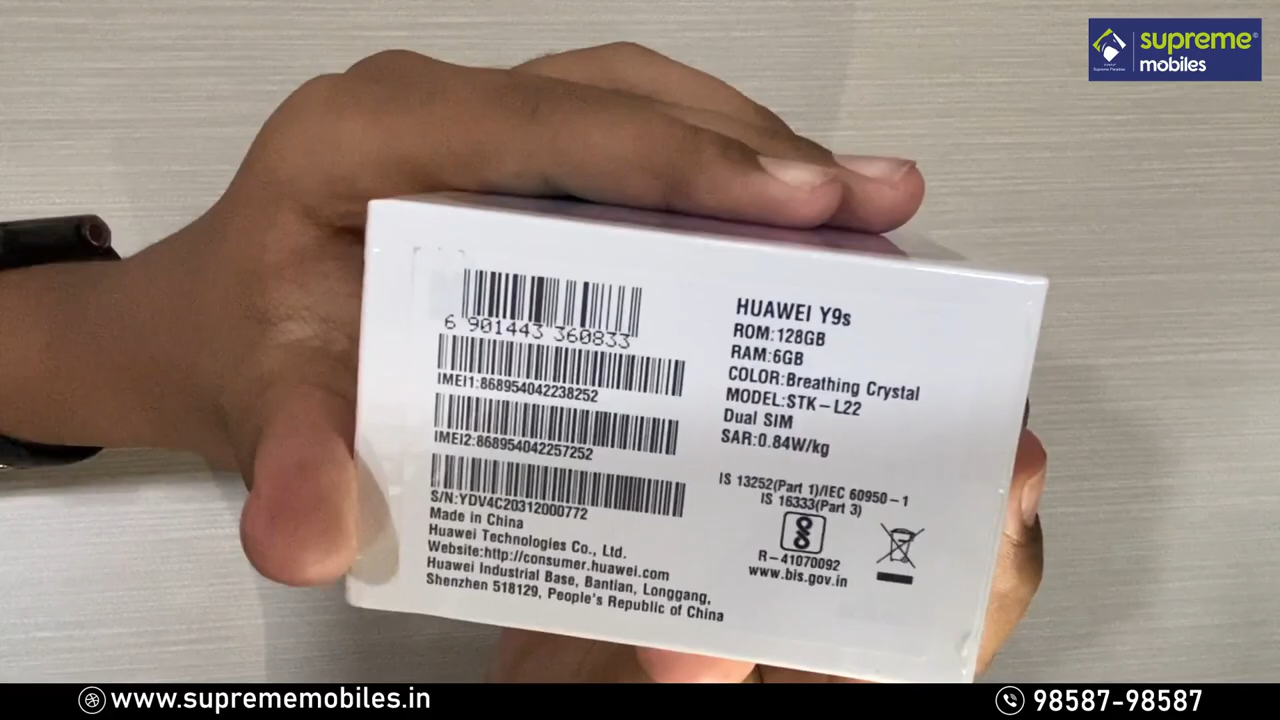 supreme
mobiles
6 901443 360833
IMEI1:868954042238252
IMEI2:868954042257252
S/N:YDV4C20312000772
Made in China
Huawei Technologies Co., Ltd.
Website:http://consumer.huawei.com
Huawei Industrial Base, Bantian, Longgang,
Shenzhen 518129, People's Republic of China
HUAWEI Y9s
ROM:128GB
RAM:6GB
COLOR:Breathing Crystal
MODEL:STK-L22
Dual SIM
SAR:0.84W/kg
IS 13252(Part 1)/IEC 60950-1
IS 16333(Part 3)
R-41070092
www.bis.gov.in
www.suprememobiles.in
98587-98587